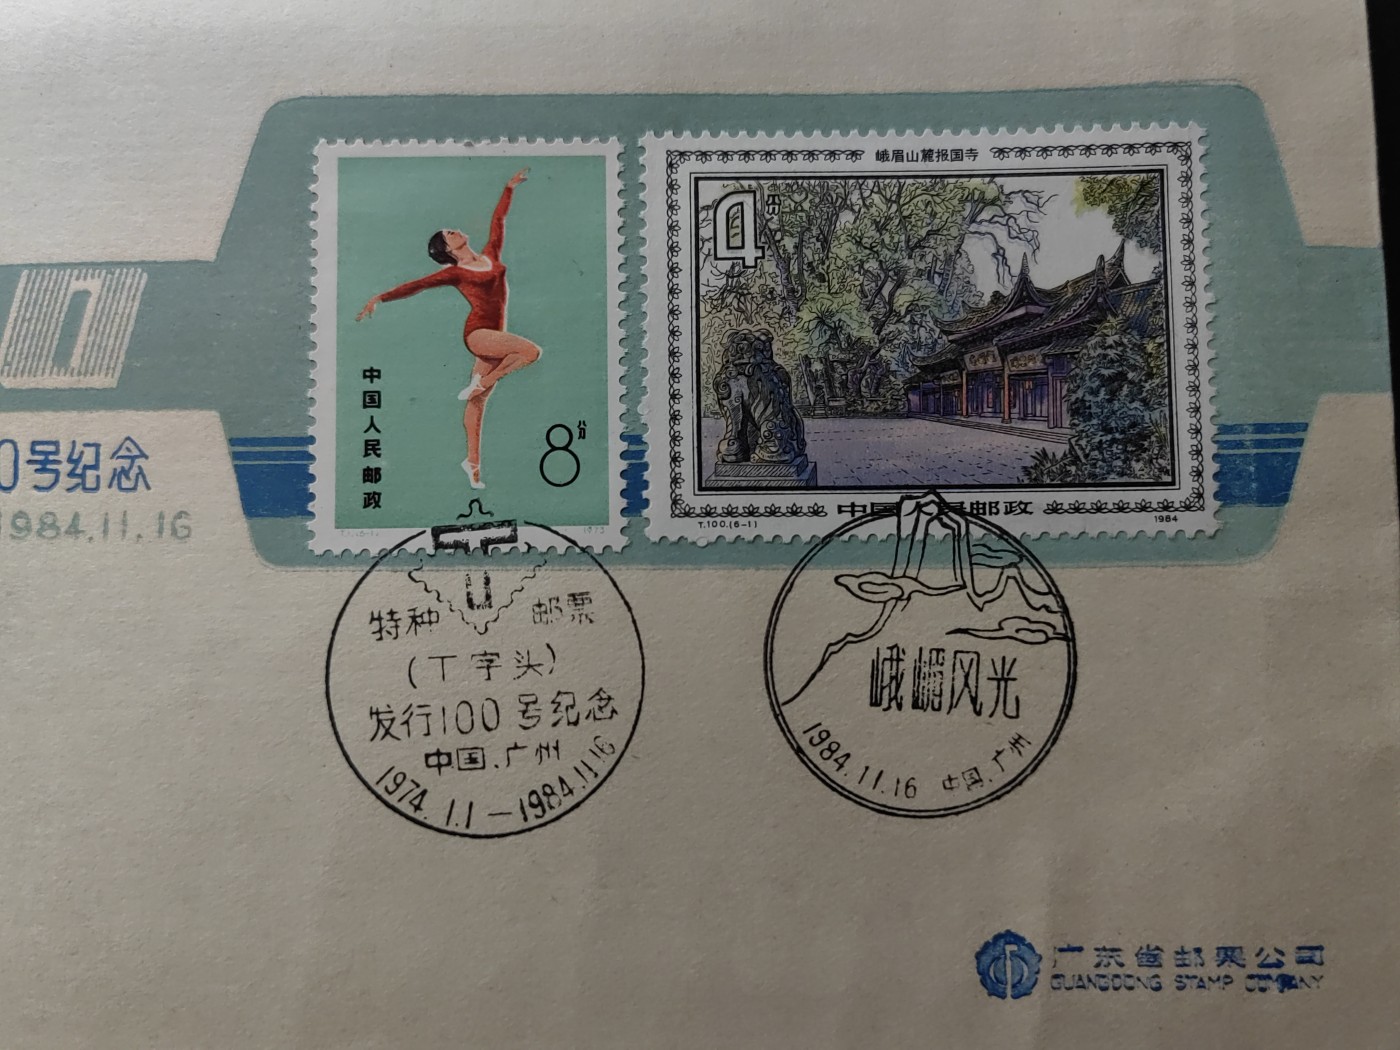 中国人民邮政
8分
峨眉山麓报国寺
4分
中国人民邮政
T.100.(6-1)
1984
0号纪念
1984.11.16
特种 T 邮票
(T字头)
发行100号纪念
中国.广州
1974.1.1—1984.11.16
峨嵋风光
1984.11.16 中国.广州
广东省邮票公司
GUANGDONG STAMP COMPANY